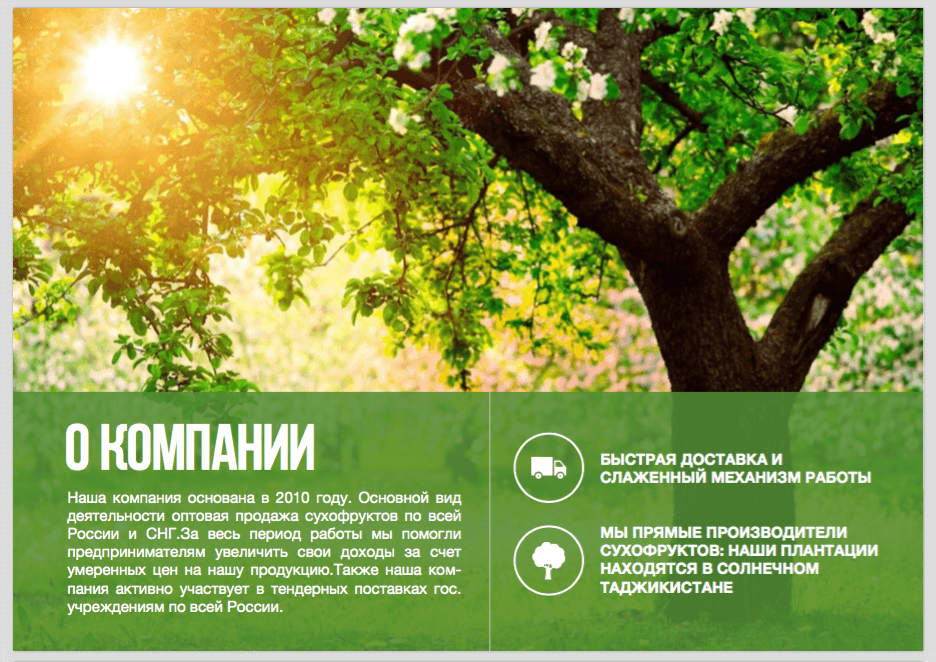 О КОМПАНИИ
Наша компания основана в 2010 году. Основной вид
деятельности оптовая продажа сухофруктов по всей
России и СНГ.За весь период работы мы помогли
предпринимателям увеличить свои доходы за счет
умеренных цен на нашу продукцию.Также наша ком-
пания активно участвует в тендерных поставках гос.
учреждениям по всей России.
БЫСТРАЯ ДОСТАВКА И
СЛАЖЕННЫЙ МЕХАНИЗМ РАБОТЫ
МЫ ПРЯМЫЕ ПРОИЗВОДИТЕЛИ
СУХОФРУКТОВ: НАШИ ПЛАНТАЦИИ
НАХОДЯТСЯ В СОЛНЕЧНОМ
ТАДЖИКИСТАНЕ